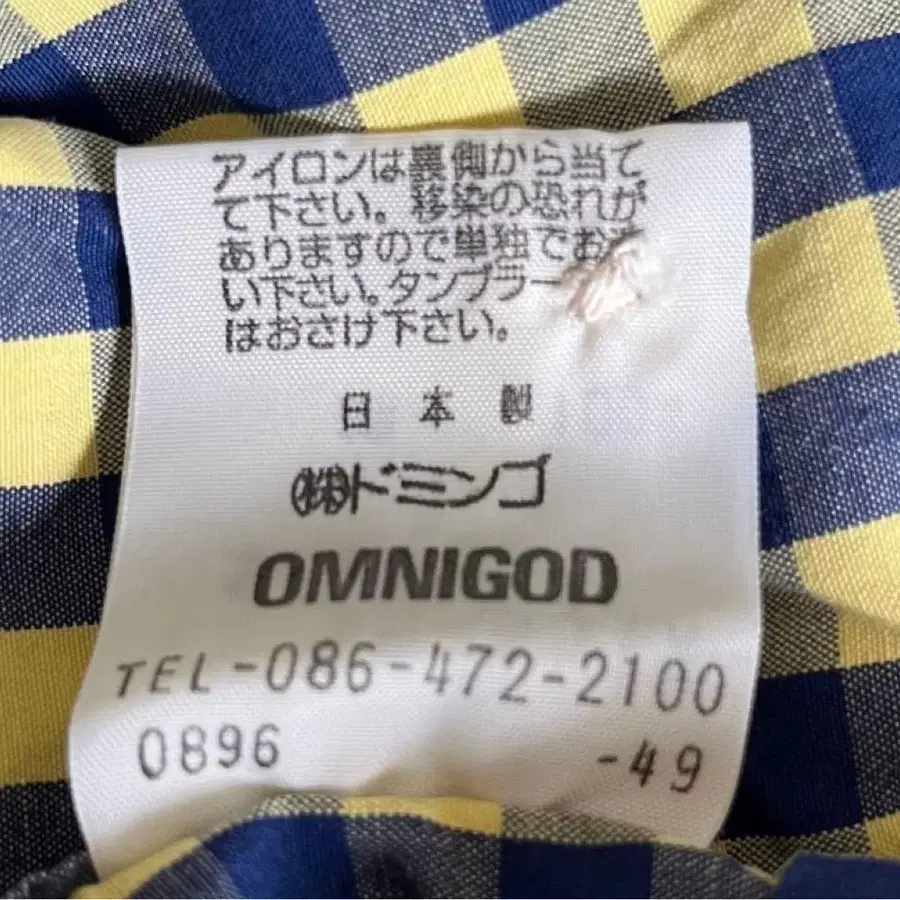 アイロンは裏側から当て
て下さい。移染の恐れが
ありますので単独でお
い下さい。タンブラー
はおさけ下さい。
日本製
㈱ドミンゴ
OMNIGOD
TEL-086-472-2100
0896 -49